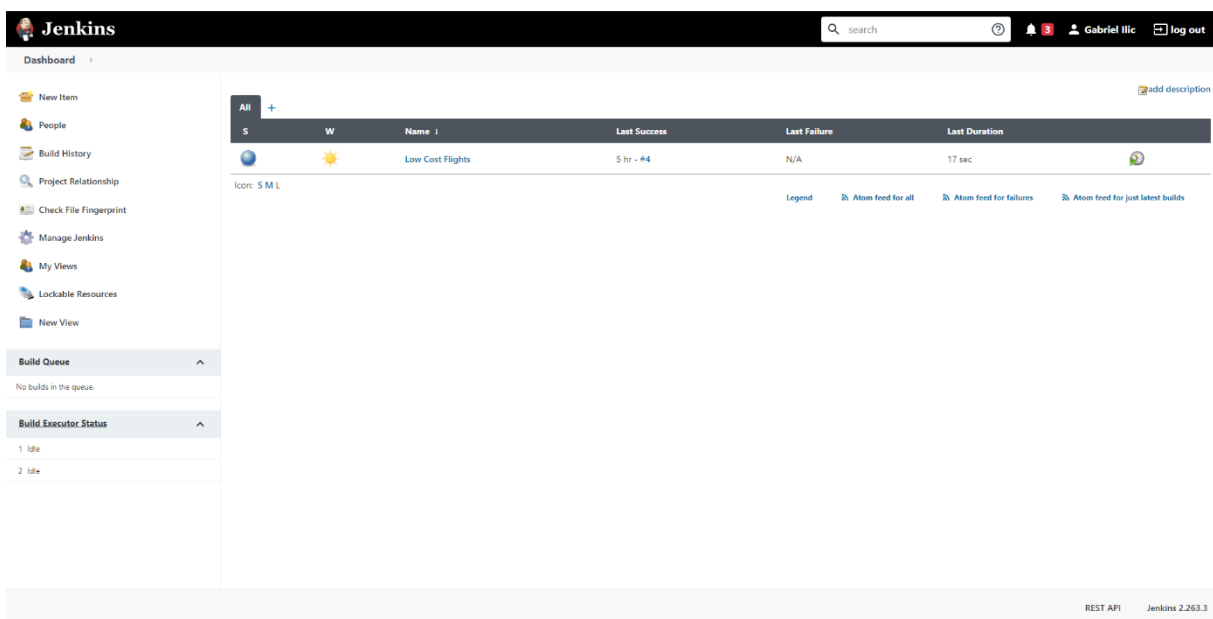 Jenkins
search
3
Gabriel Ilic
log out
Dashboard
New Item
People
Build History
Project Relationship
Check File Fingerprint
Manage Jenkins
My Views
Lockable Resources
New View
Build Queue
No builds in the queue.
Build Executor Status
1 Idle
2 Idle
add description
All +
S W Name ↓ Last Success Last Failure Last Duration
Low Cost Flights 5 hr - #4 N/A 17 sec
Icon: S M L
Legend Atom feed for all Atom feed for failures Atom feed for just latest builds
REST API Jenkins 2.263.3